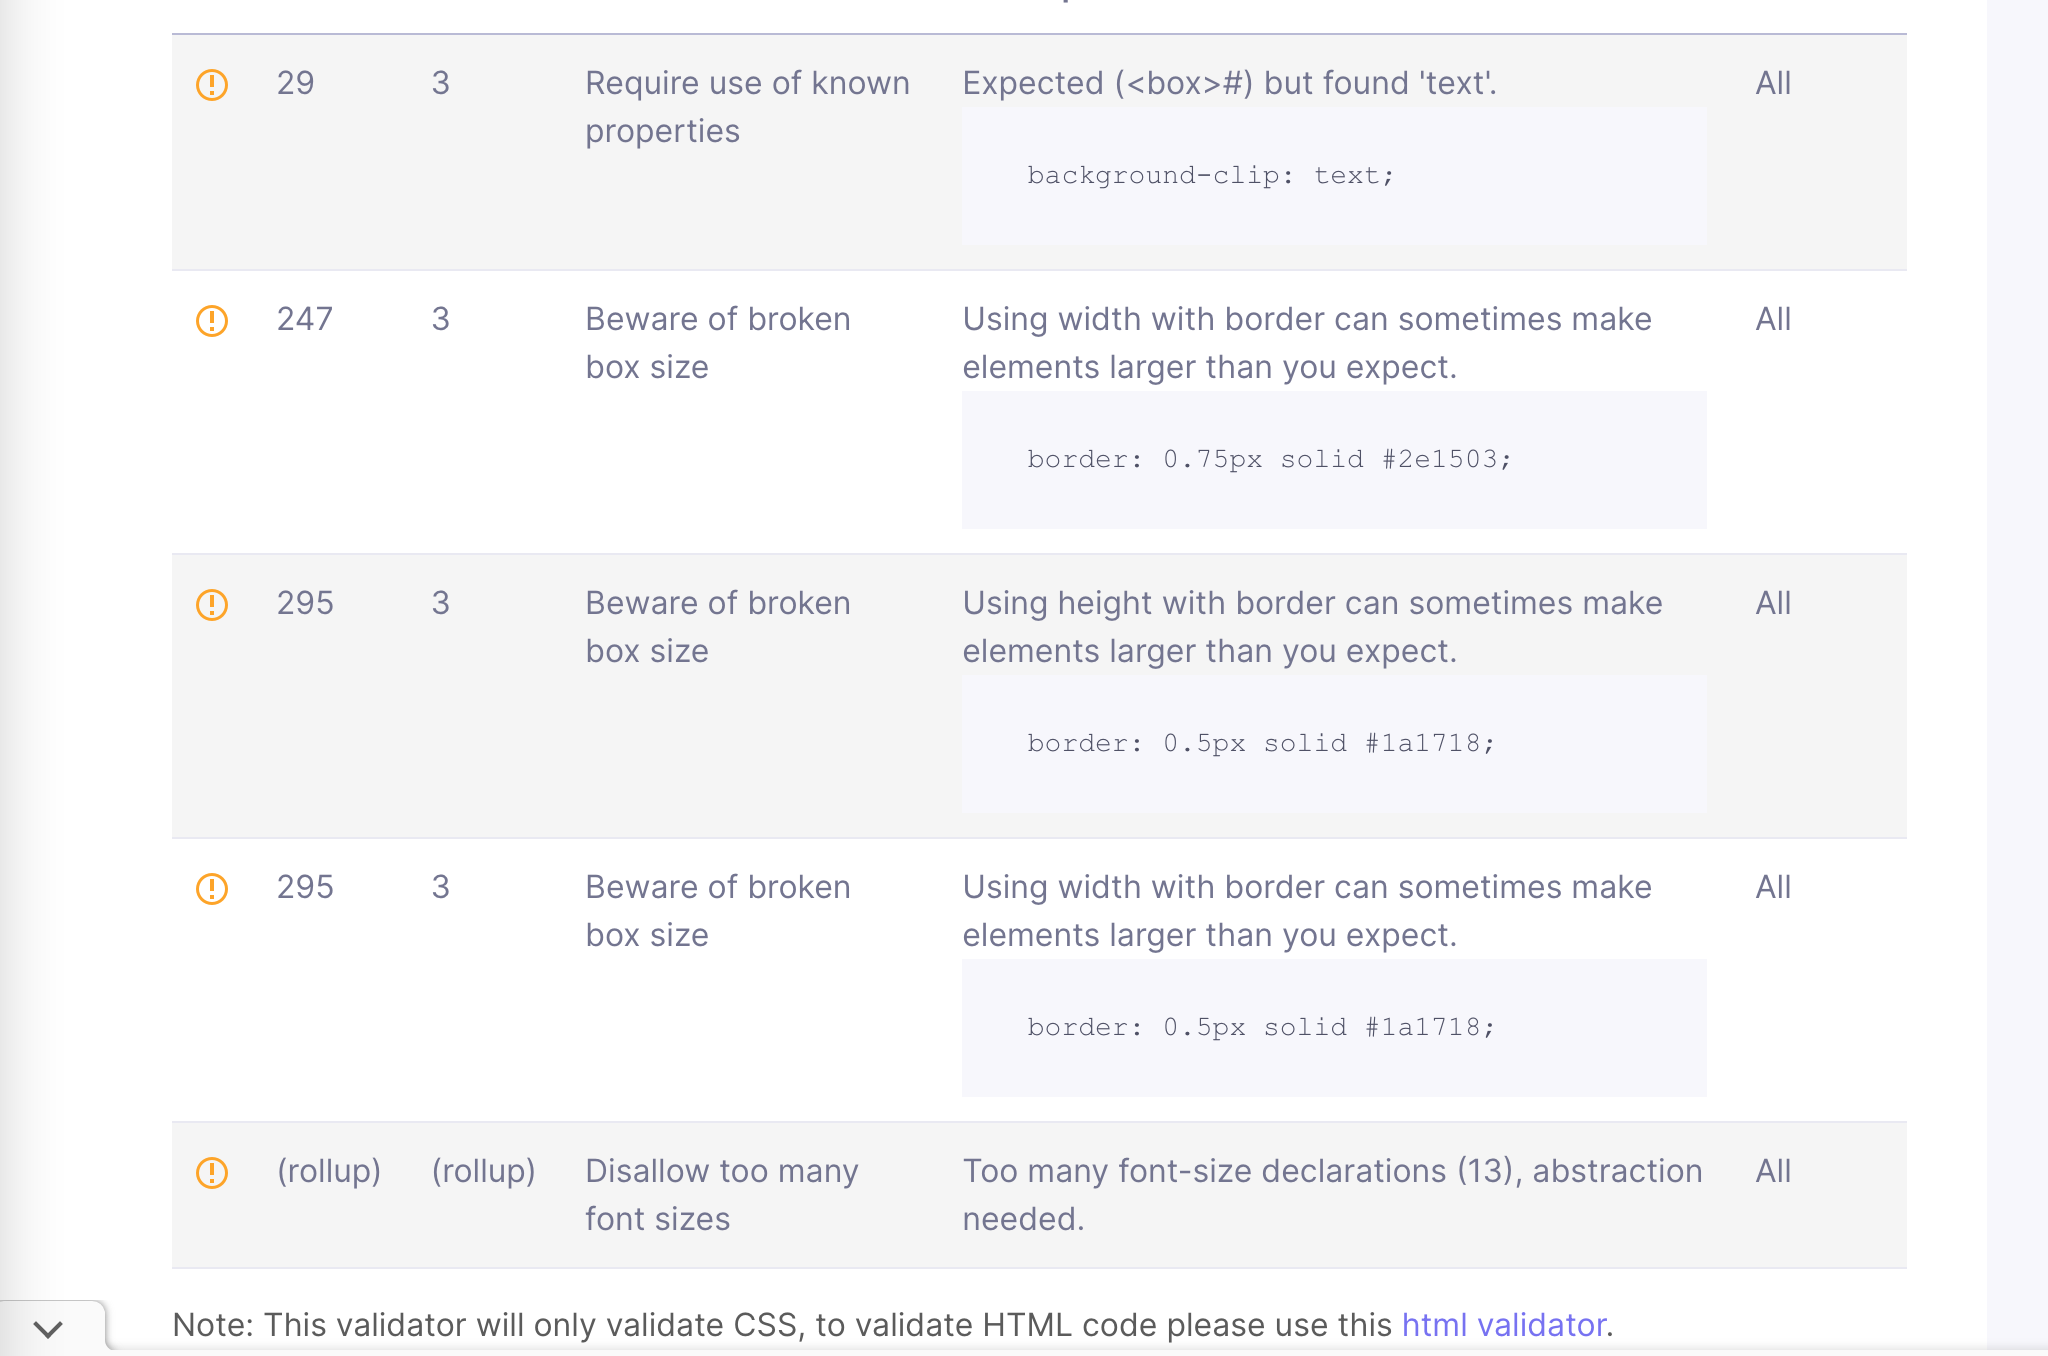 29 3 Require use of known Expected (<box>#) but found 'text'. All
properties
background-clip: text;
247 3 Beware of broken Using width with border can sometimes make All
box size elements larger than you expect.
border: 0.75px solid #2e1503;
295 3 Beware of broken Using height with border can sometimes make All
box size elements larger than you expect.
border: 0.5px solid #1a1718;
295 3 Beware of broken Using width with border can sometimes make All
box size elements larger than you expect.
border: 0.5px solid #1a1718;
(rollup) (rollup) Disallow too many Too many font-size declarations (13), abstraction All
font sizes needed.
Note: This validator will only validate CSS, to validate HTML code please use this html validator.